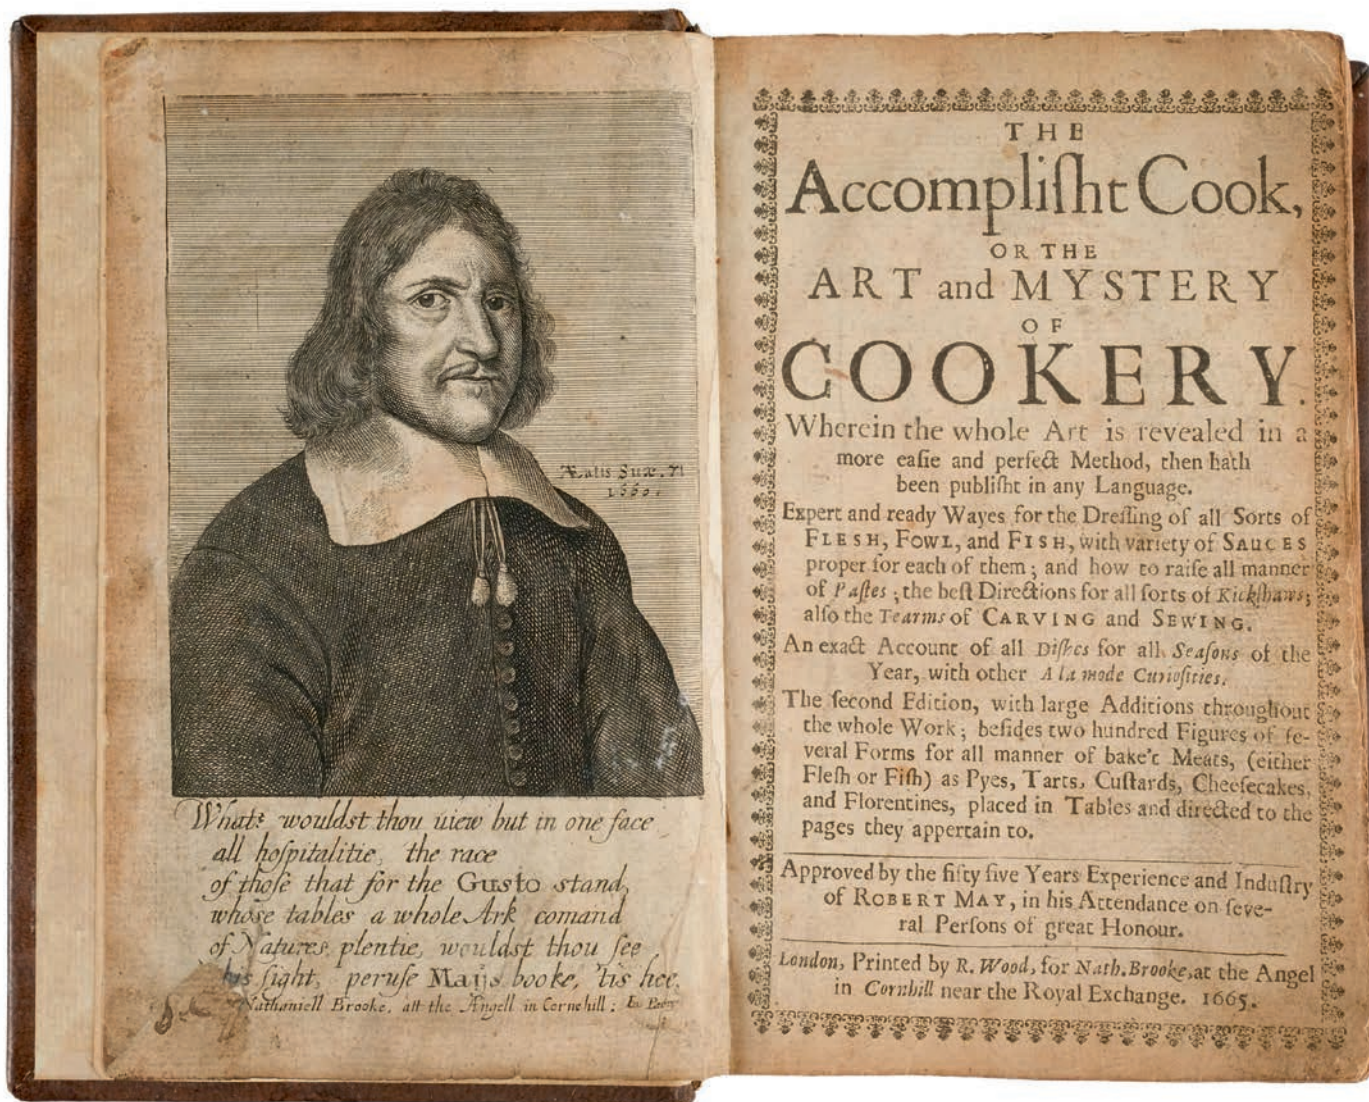 Ætatis Suæ. 71
1660.
What? wouldst thou view but in one face
all hoſpitalitie, the race
of thoſe that for the Gusto stand,
whose tables a whole Ark comand
of Natures plentie, wouldst thou ſee
this ſight, peruſe Maijs booke, 'tis hee.
Nathaniell Brooke, att the Angell in Cornehill:
THE
Accompliſht Cook,
OR THE
ART and MYSTERY
OF
COOKERY.
Wherein the whole Art is revealed in a
more eaſie and perfect Method, then hath
been publiſht in any Language.
Expert and ready Wayes for the Dreſſing of all Sorts of
FLESH, FOWL, and FISH, with variety of SAUCES
proper for each of them; and how to raiſe all manner
of Paſtes; the beſt Directions for all ſorts of Kickſhaws;
alſo the Tearms of CARVING and SEWING.
An exact Account of all Diſhes for all Seaſons of the
Year, with other A la mode Curioſities.
The ſecond Edition, with large Additions throughout
the whole Work; beſides two hundred Figures of ſe-
veral Forms for all manner of bake't Meats, (either
Fleſh or Fiſh) as Pyes, Tarts, Cuſtards, Cheeſecakes,
and Florentines, placed in Tables and directed to the
pages they appertain to.
Approved by the fifty five Years Experience and Induſtry
of ROBERT MAY, in his Attendance on ſeve-
ral Perſons of great Honour.
London, Printed by R. Wood, for Nath. Brooke, at the Angel
in Cornhill near the Royal Exchange. 1665.